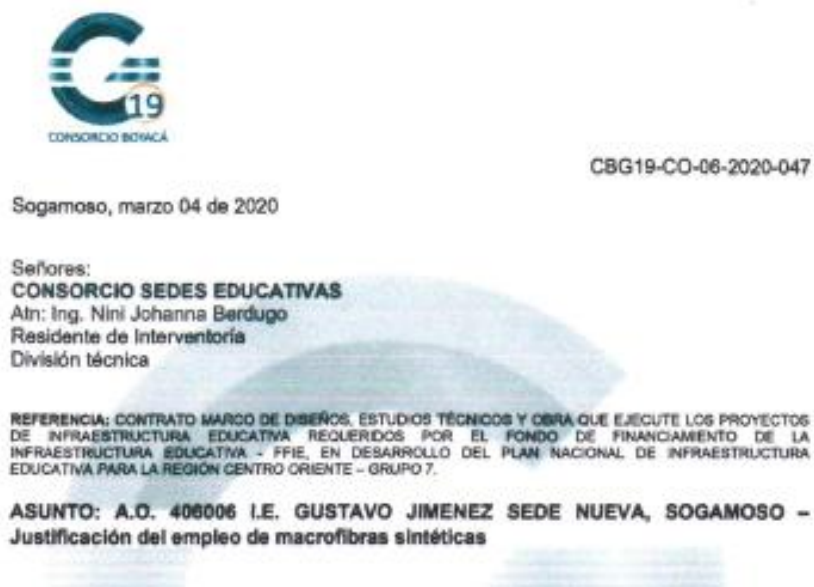 19
CONSORCIO BOYACÁ
CBG19-CO-06-2020-047
Sogamoso, marzo 04 de 2020
Señores:
CONSORCIO SEDES EDUCATIVAS
Atn: Ing. Nini Johanna Berdugo
Residente de Interventoría
División técnica
REFERENCIA: CONTRATO MARCO DE DISEÑOS, ESTUDIOS TÉCNICOS Y OBRA QUE EJECUTE LOS PROYECTOS
DE INFRAESTRUCTURA EDUCATIVA REQUERIDOS POR EL FONDO DE FINANCIAMIENTO DE LA
INFRAESTRUCTURA EDUCATIVA - FFIE, EN DESARROLLO DEL PLAN NACIONAL DE INFRAESTRUCTURA
EDUCATIVA PARA LA REGIÓN CENTRO ORIENTE – GRUPO 7.
ASUNTO: A.O. 406006 I.E. GUSTAVO JIMENEZ SEDE NUEVA, SOGAMOSO –
Justificación del empleo de macrofibras sintéticas